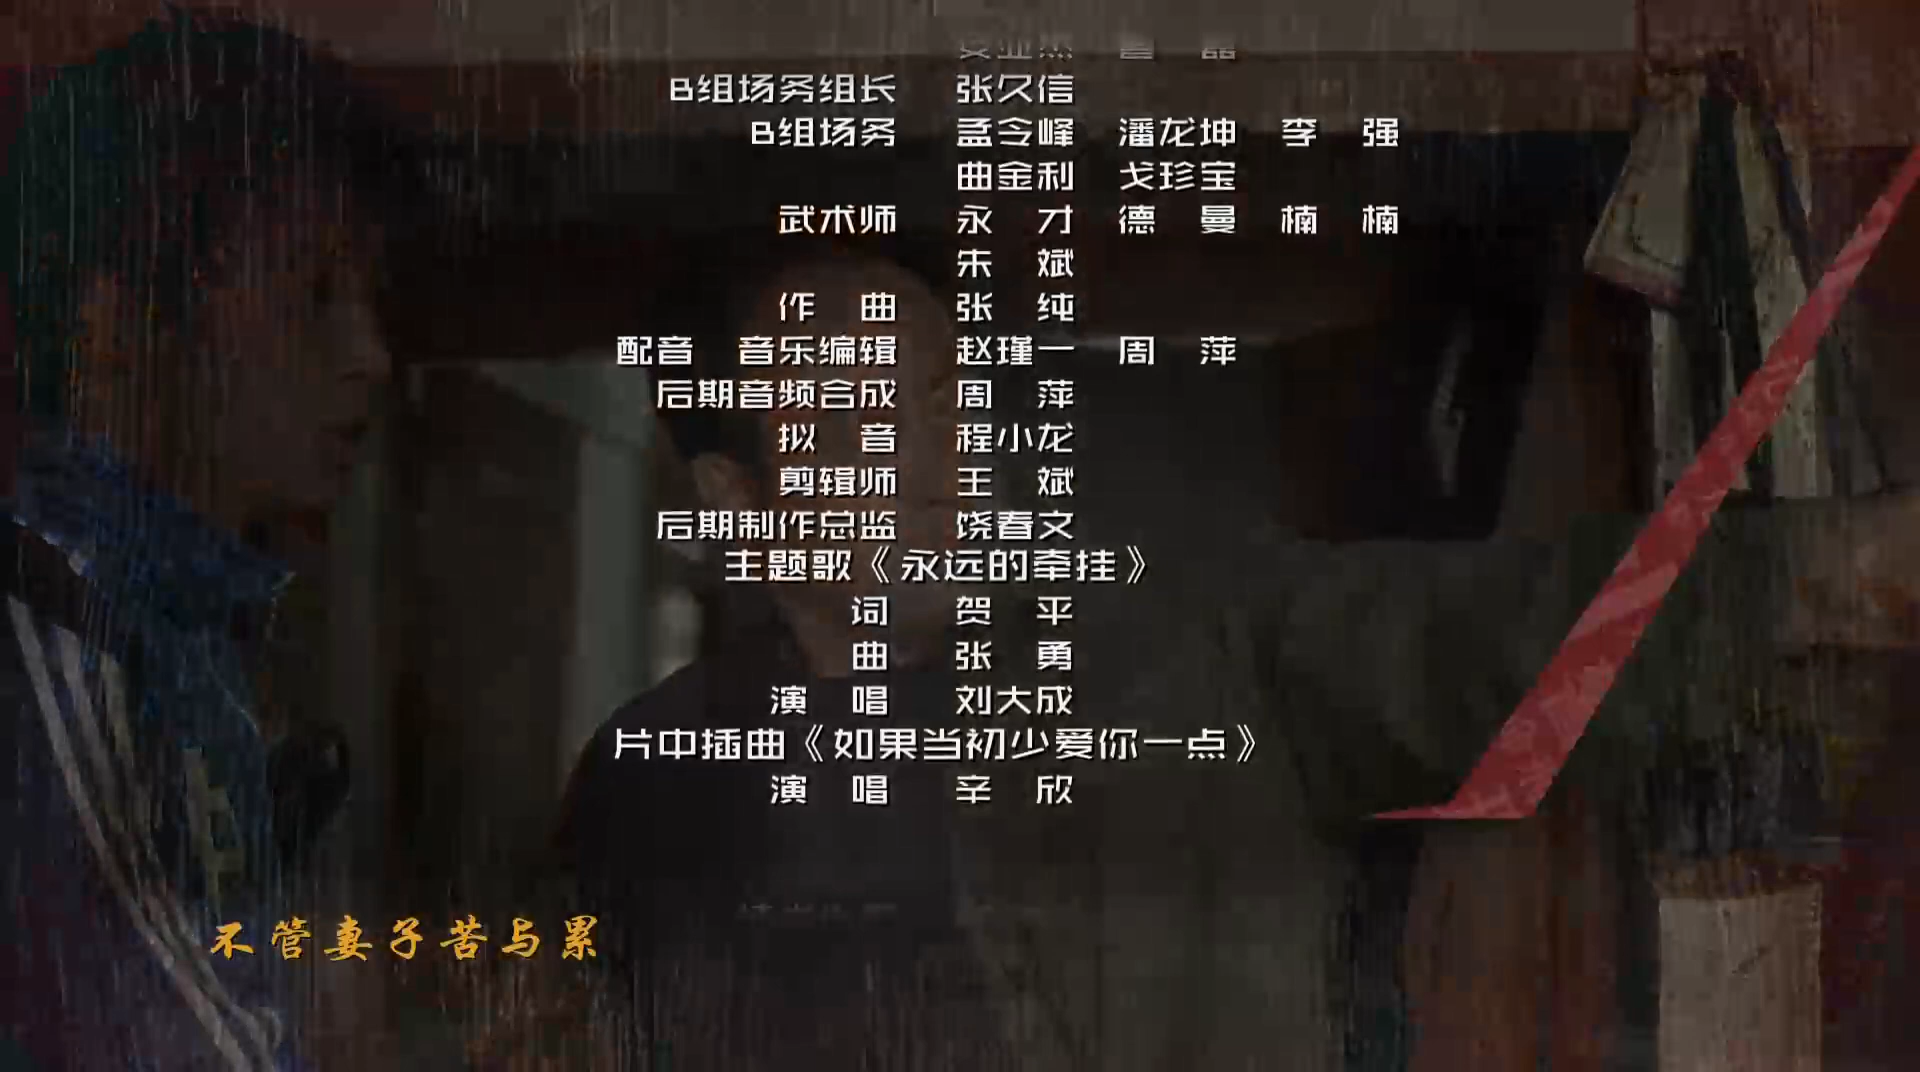 B组场务组长 张久信
B组场务 孟令峰 潘龙坤 李 强
曲金利 戈珍宝
武术师 永 才 德 曼 楠 楠
朱 斌
作 曲 张 纯
配音 音乐编辑 赵瑾一 周 萍
后期音频合成 周 萍
拟 音 程小龙
剪辑师 王 斌
后期制作总监 饶春文
主题歌《永远的牵挂》
词 贺 平
曲 张 勇
演 唱 刘大成
片中插曲《如果当初少爱你一点》
演 唱 辛 欣
不管妻子苦与累